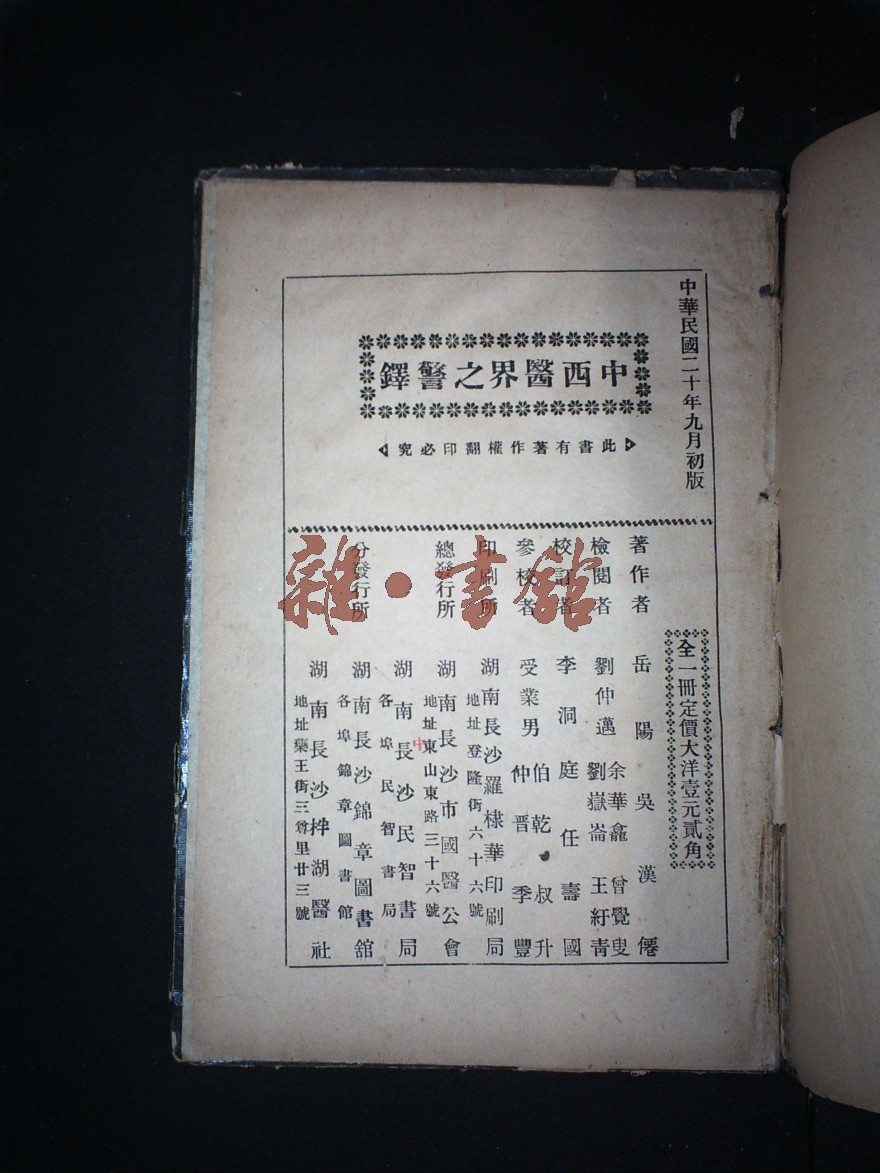 中華民國二十年九月初版
中西醫界之警鐸
此書有著作權翻印必究
全一冊定價大洋壹元貳角
著作者 岳陽吳漢僊
檢閱者 劉仲邁 余華龕 曾覺叟
劉嶽崙 王紆青
校訂者 李洞庭 任壽國
參校者 受業男 伯乾 叔升
仲晋 季豐
印刷所 湖南長沙羅棣華印刷局
地址登隆街六十六號
總發行所 湖南長沙市國醫公會
地址東山東路三十六號
中
分發行所
湖南長沙民智書局
各埠民智書局
湖南長沙錦章圖書舘
各埠錦章圖書館
湖南長沙湖醫社
地址藥王街三尊里廿三號
雜·書館